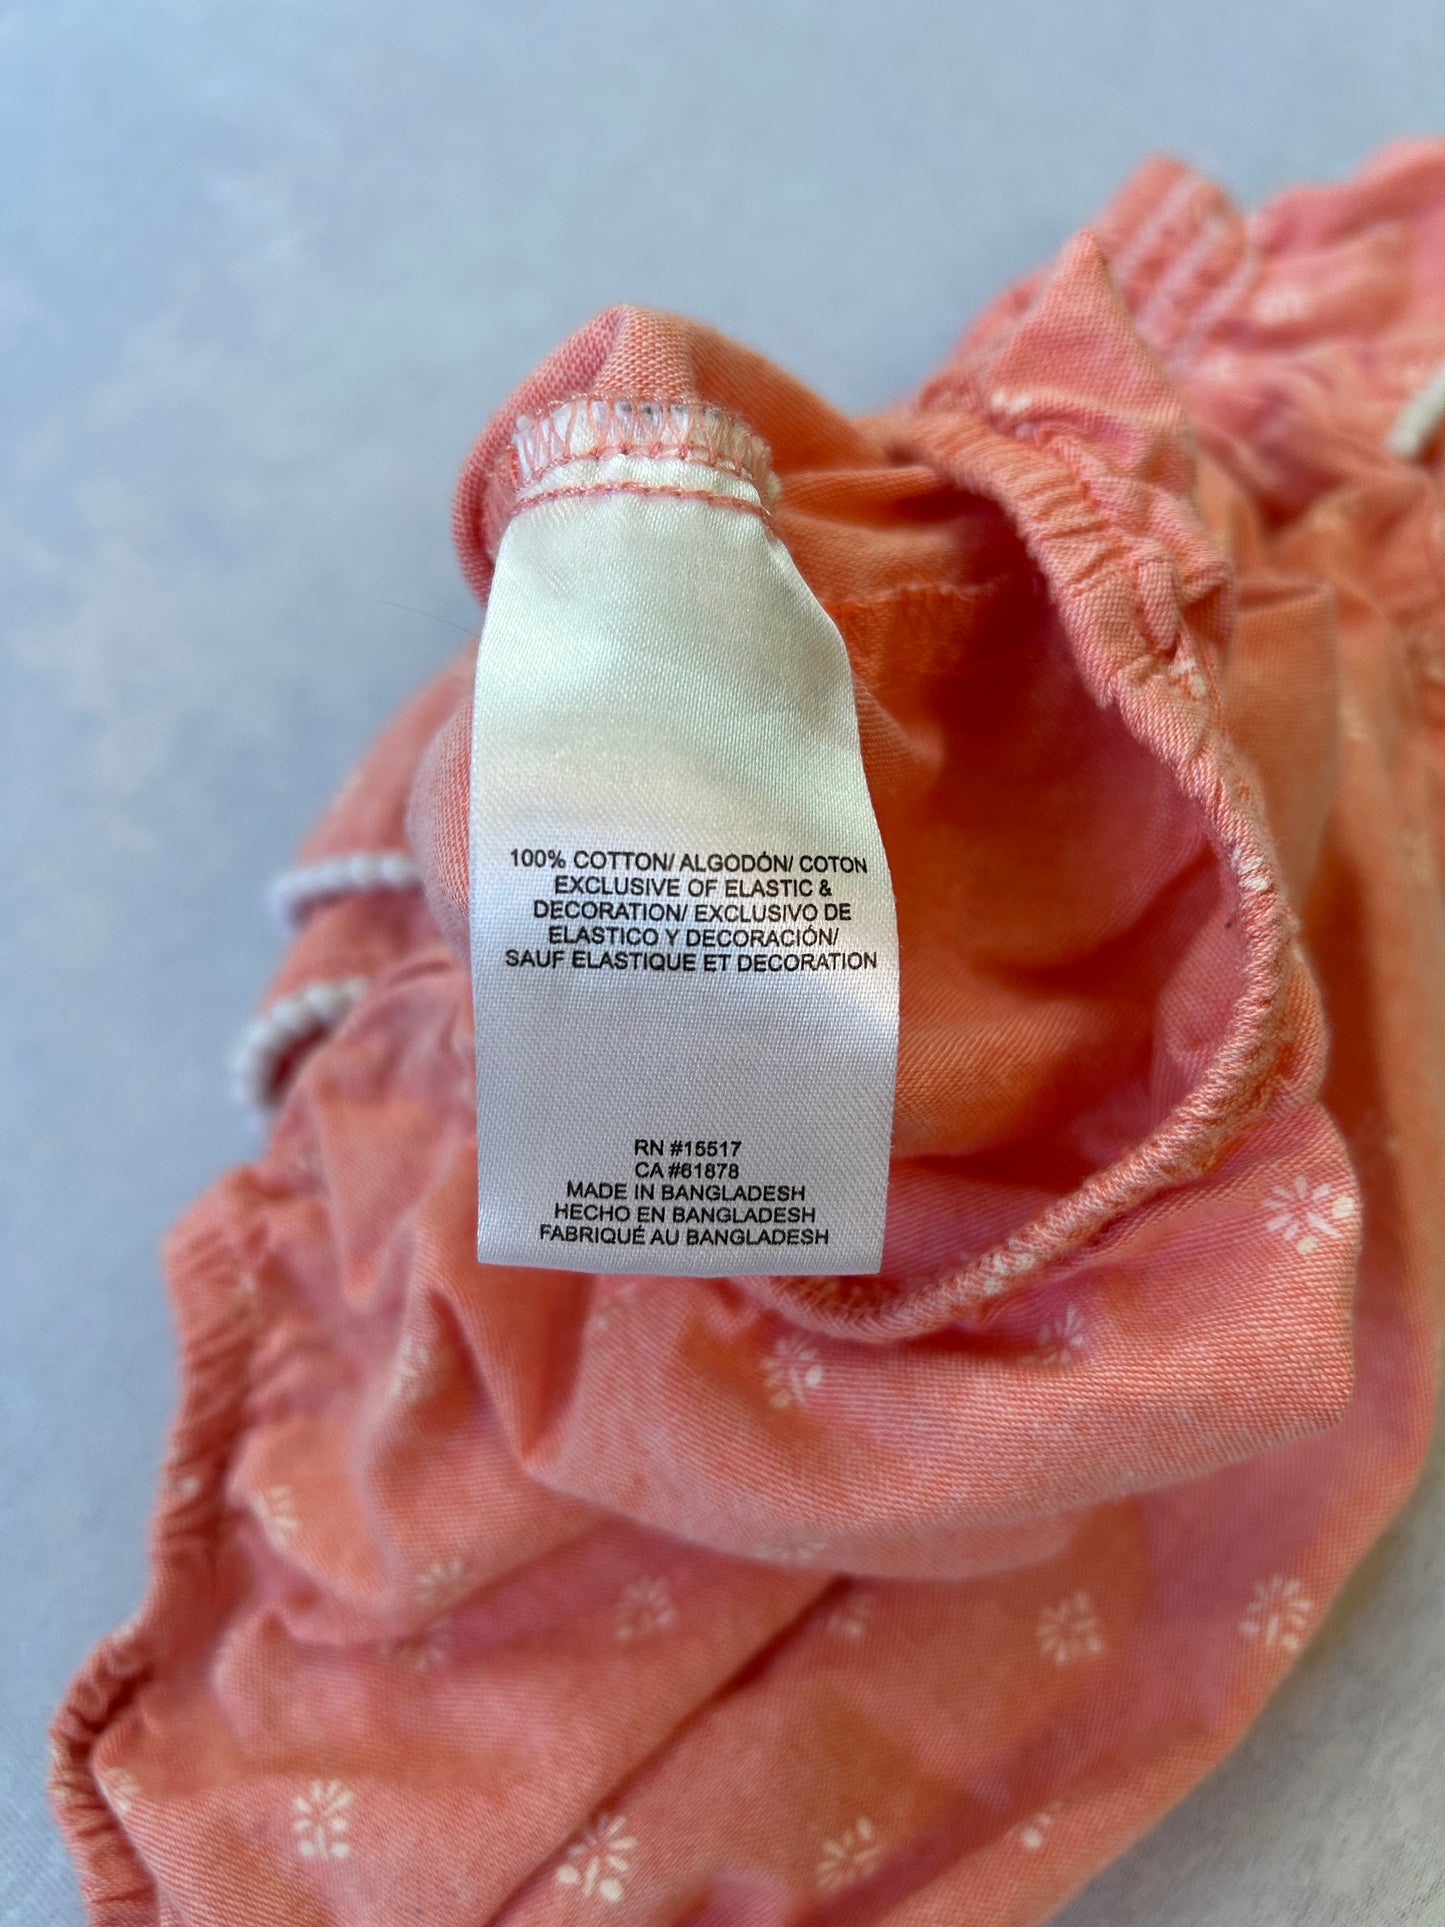 100% COTTON/ ALGODÓN/ COTON
EXCLUSIVE OF ELASTIC &
DECORATION/ EXCLUSIVO DE
ELASTICO Y DECORACIÓN/
SAUF ELASTIQUE ET DECORATION
RN #15517
CA #61878
MADE IN BANGLADESH
HECHO EN BANGLADESH
FABRIQUÉ AU BANGLADESH